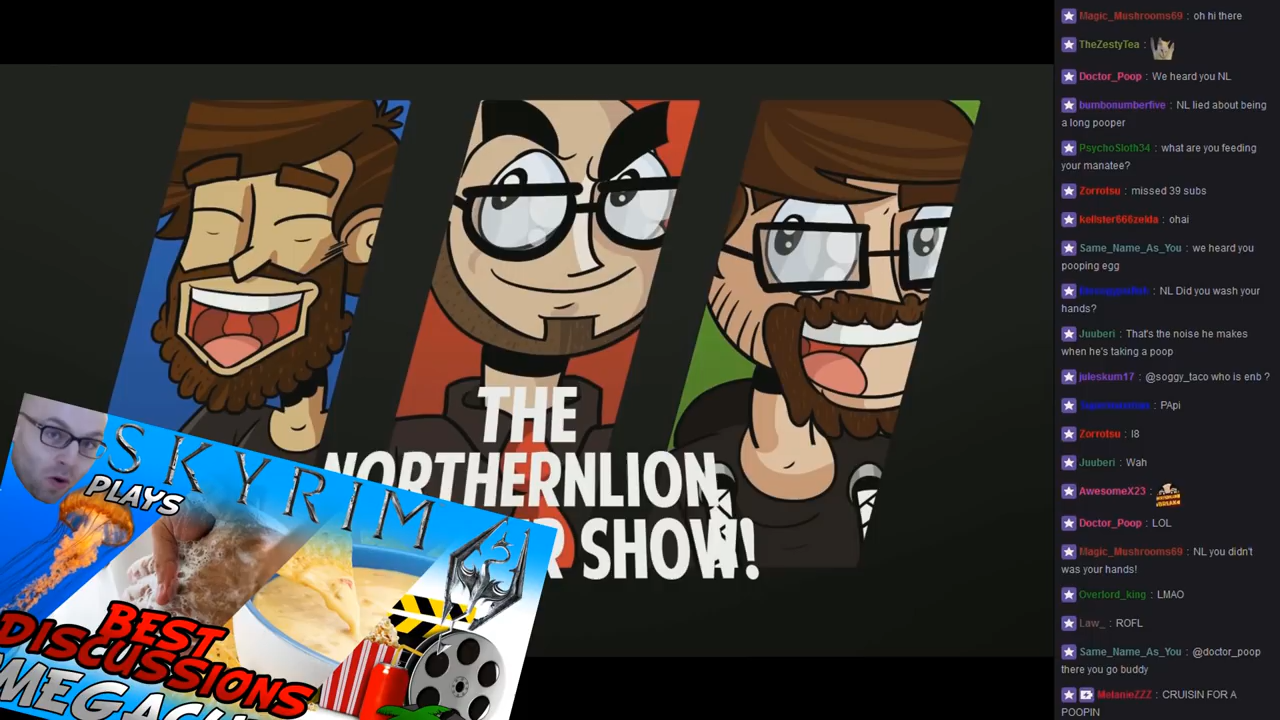 THE
NORTHERNLION
R SHOW!
SKYRIM
PLAYS
BEST
DISCUSSIONS
Magic_Mushrooms69 : oh hi there
TheZestyTea :
Doctor_Poop : We heard you NL
bumbonumberfive : NL lied about being
a long pooper
PsychoSloth34 : what are you feeding
your manatee?
Zorrotsu : missed 39 subs
kellster666zelda : ohai
Same_Name_As_You : we heard you
pooping egg
: NL Did you wash your
hands?
Juuberi : That's the noise he makes
when he's taking a poop
juleskum17 : @soggy_taco who is enb ?
: PApi
Zorrotsu : I8
Juuberi : Wah
AwesomeX23 :
Doctor_Poop : LOL
Magic_Mushrooms69 : NL you didn't
was your hands!
Overlord_king : LMAO
Law_ : ROFL
Same_Name_As_You : @doctor_poop
there you go buddy
MelanieZZZ : CRUISIN FOR A
POOPIN